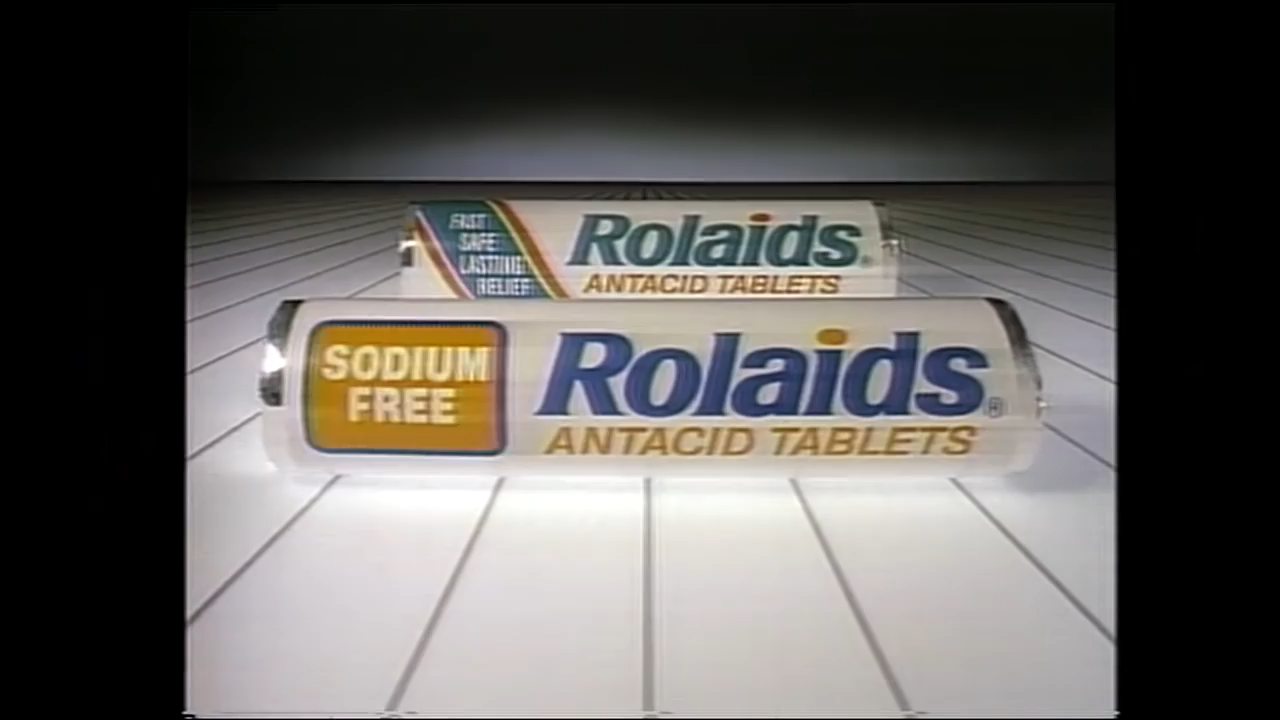 FAST
SAFE
LASTING
RELIEF
Rolaids
ANTACID TABLETS
SODIUM
FREE
Rolaids®
ANTACID TABLETS